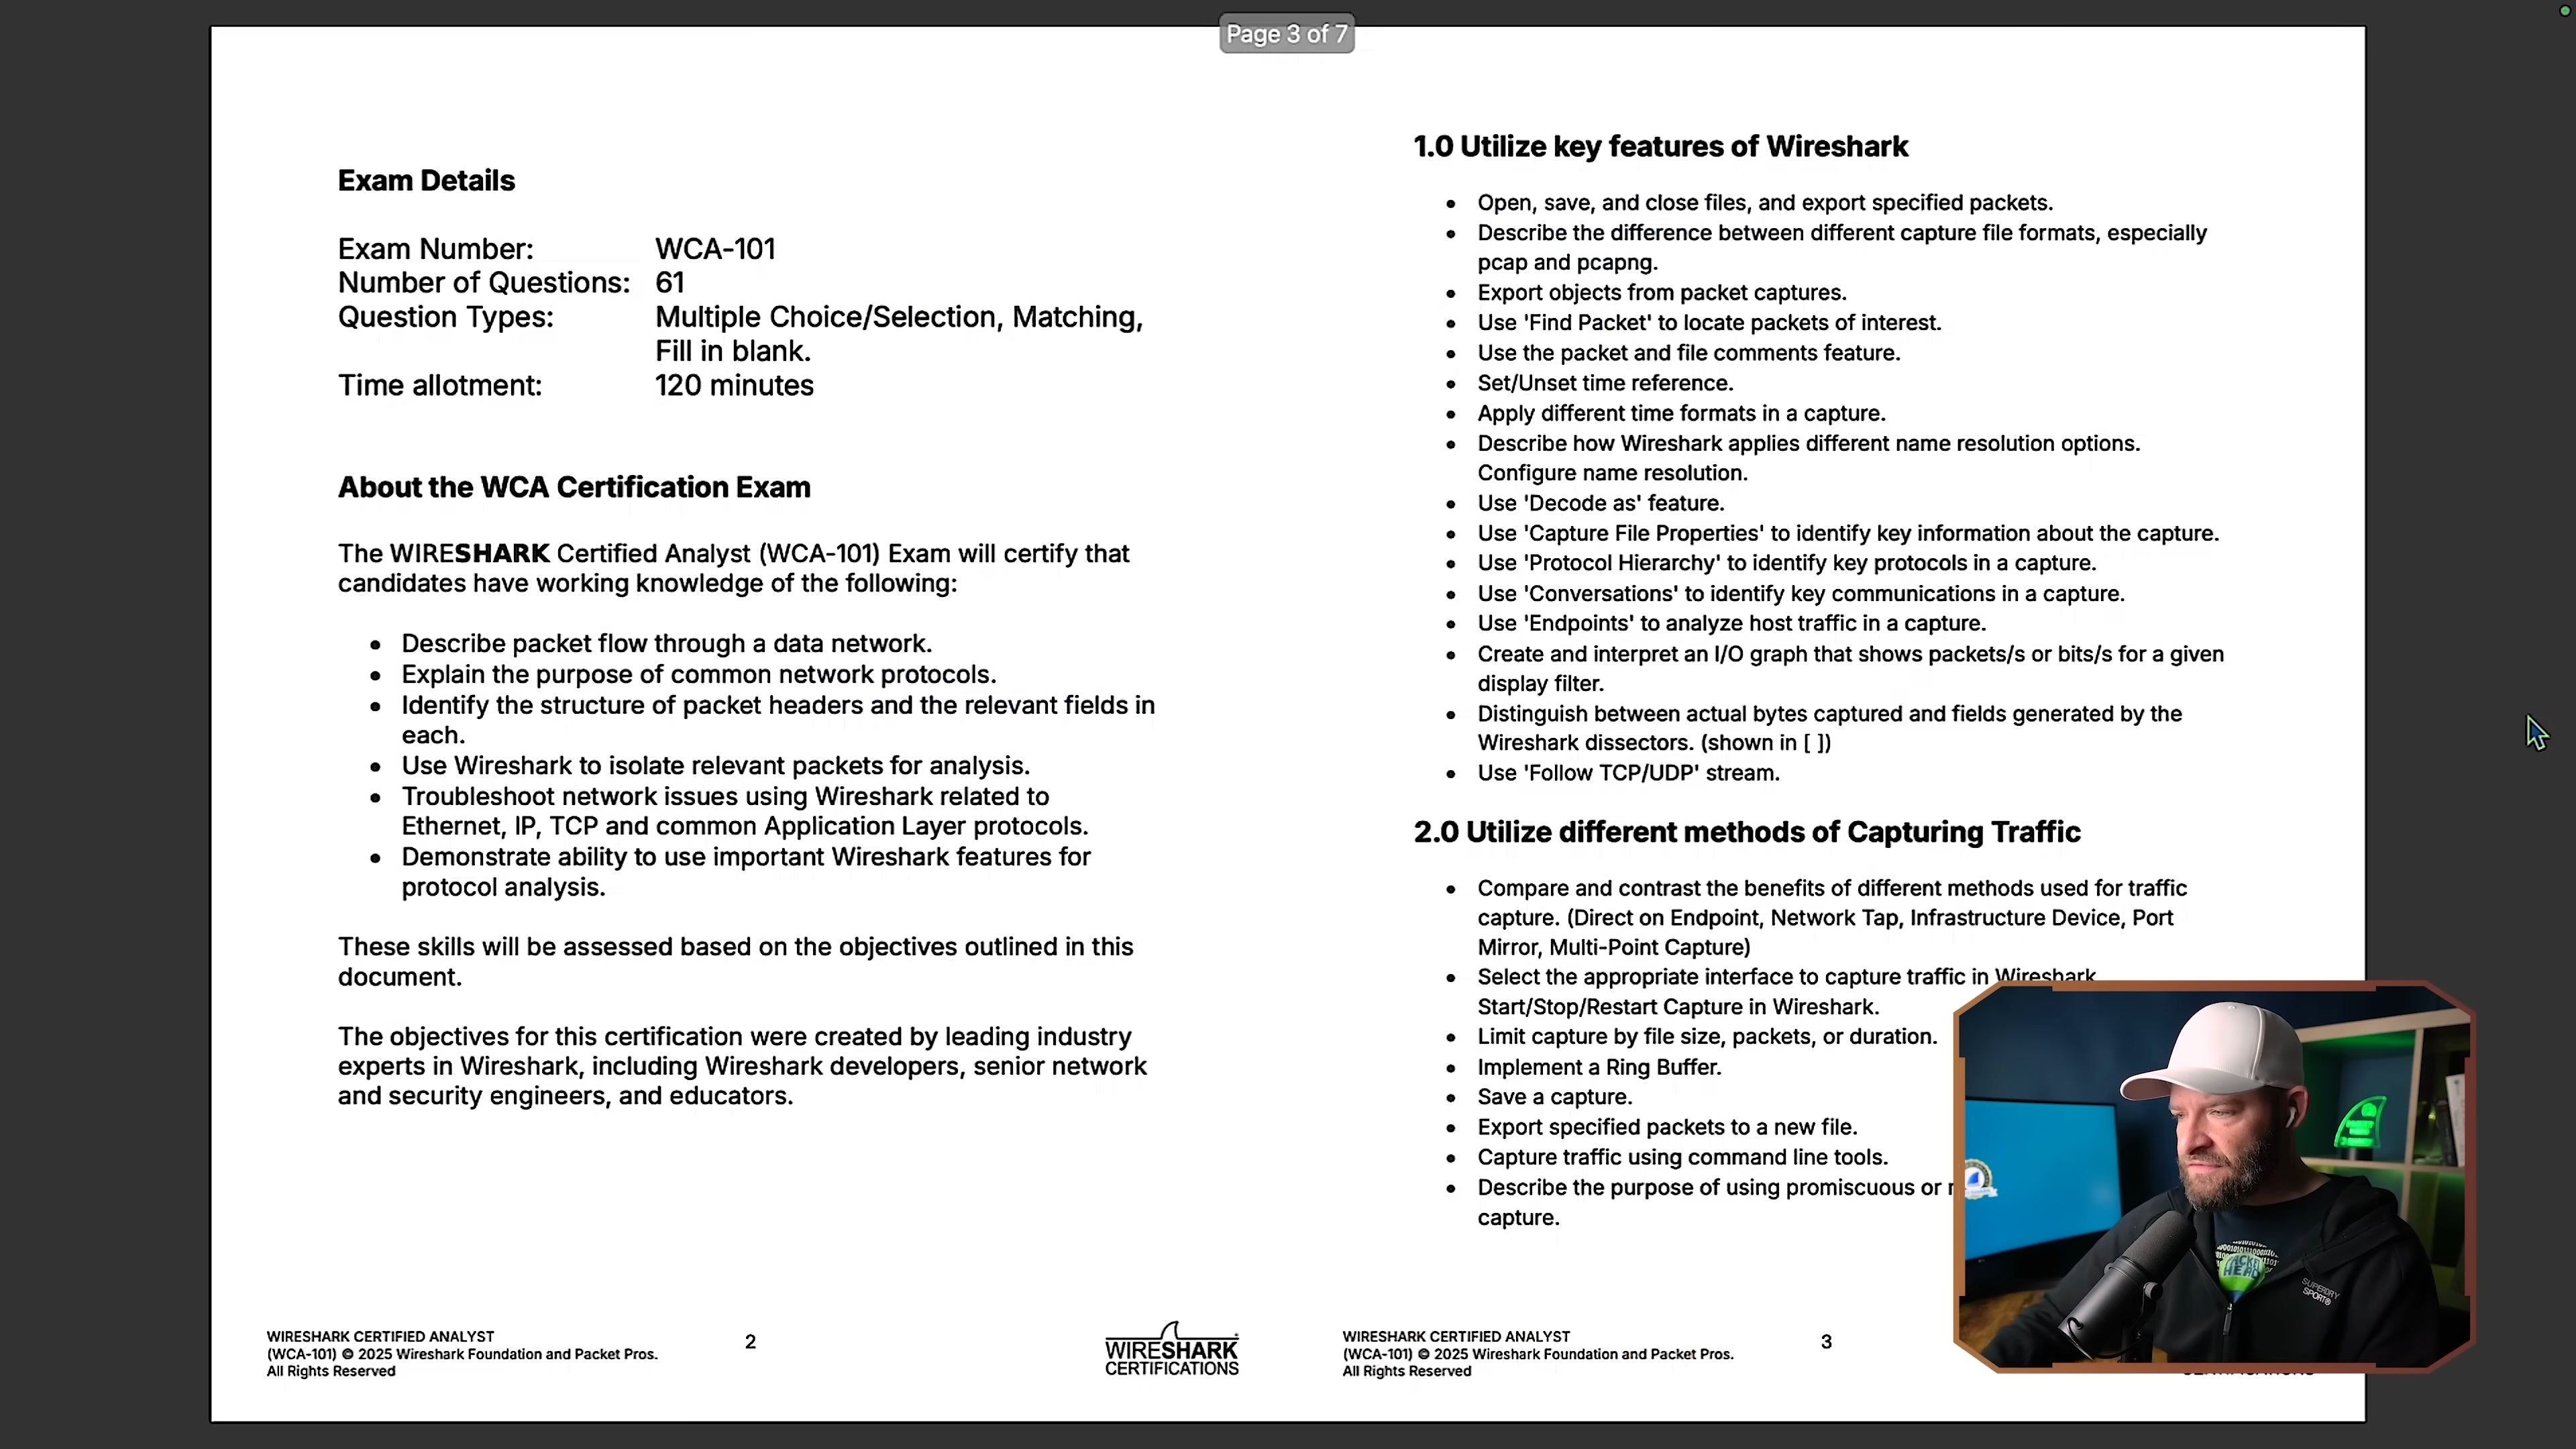 Page 3 of 7
Exam Details
Exam Number: WCA-101
Number of Questions: 61
Question Types: Multiple Choice/Selection, Matching,
Fill in blank.
Time allotment: 120 minutes
About the WCA Certification Exam
The WIRESHARK Certified Analyst (WCA-101) Exam will certify that
candidates have working knowledge of the following:
• Describe packet flow through a data network.
• Explain the purpose of common network protocols.
• Identify the structure of packet headers and the relevant fields in
each.
• Use Wireshark to isolate relevant packets for analysis.
• Troubleshoot network issues using Wireshark related to
Ethernet, IP, TCP and common Application Layer protocols.
• Demonstrate ability to use important Wireshark features for
protocol analysis.
These skills will be assessed based on the objectives outlined in this
document.
The objectives for this certification were created by leading industry
experts in Wireshark, including Wireshark developers, senior network
and security engineers, and educators.
WIRESHARK CERTIFIED ANALYST
(WCA-101) © 2025 Wireshark Foundation and Packet Pros.
All Rights Reserved
2
WIRESHARK
CERTIFICATIONS
1.0 Utilize key features of Wireshark
• Open, save, and close files, and export specified packets.
• Describe the difference between different capture file formats, especially
pcap and pcapng.
• Export objects from packet captures.
• Use 'Find Packet' to locate packets of interest.
• Use the packet and file comments feature.
• Set/Unset time reference.
• Apply different time formats in a capture.
• Describe how Wireshark applies different name resolution options.
Configure name resolution.
• Use 'Decode as' feature.
• Use 'Capture File Properties' to identify key information about the capture.
• Use 'Protocol Hierarchy' to identify key protocols in a capture.
• Use 'Conversations' to identify key communications in a capture.
• Use 'Endpoints' to analyze host traffic in a capture.
• Create and interpret an I/O graph that shows packets/s or bits/s for a given
display filter.
• Distinguish between actual bytes captured and fields generated by the
Wireshark dissectors. (shown in [ ])
• Use 'Follow TCP/UDP' stream.
2.0 Utilize different methods of Capturing Traffic
• Compare and contrast the benefits of different methods used for traffic
capture. (Direct on Endpoint, Network Tap, Infrastructure Device, Port
Mirror, Multi-Point Capture)
• Select the appropriate interface to capture traffic in Wireshark
Start/Stop/Restart Capture in Wireshark.
• Limit capture by file size, packets, or duration.
• Implement a Ring Buffer.
• Save a capture.
• Export specified packets to a new file.
• Capture traffic using command line tools.
• Describe the purpose of using promiscuous or
capture.
WIRESHARK CERTIFIED ANALYST
(WCA-101) © 2025 Wireshark Foundation and Packet Pros.
All Rights Reserved
3
PACKET
HEAD
SUPERDRY
SPORT®